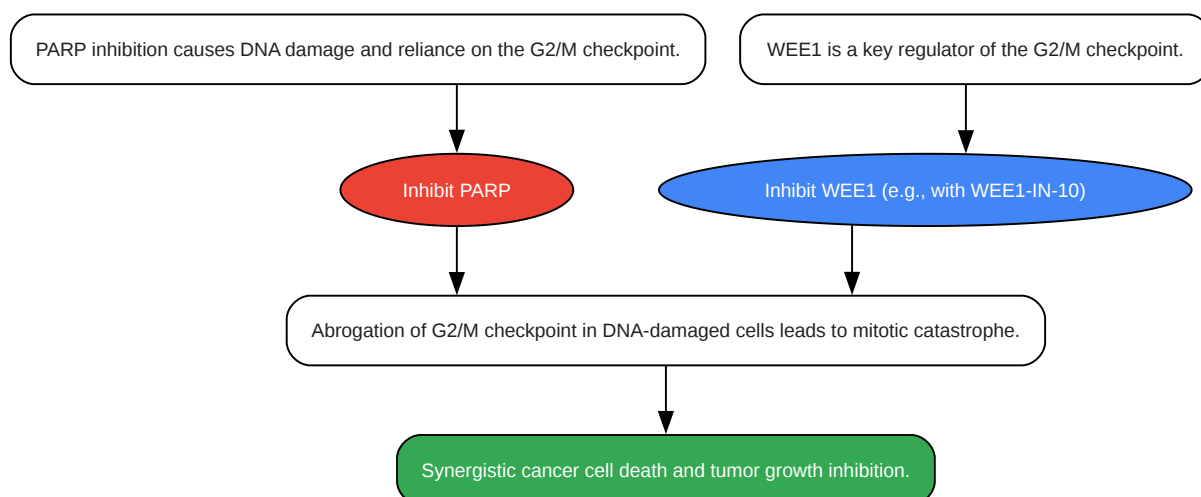 PARP inhibition causes DNA damage and reliance on the G2/M checkpoint.
WEE1 is a key regulator of the G2/M checkpoint.
Inhibit PARP
Inhibit WEE1 (e.g., with WEE1-IN-10)
Abrogation of G2/M checkpoint in DNA-damaged cells leads to mitotic catastrophe.
Synergistic cancer cell death and tumor growth inhibition.